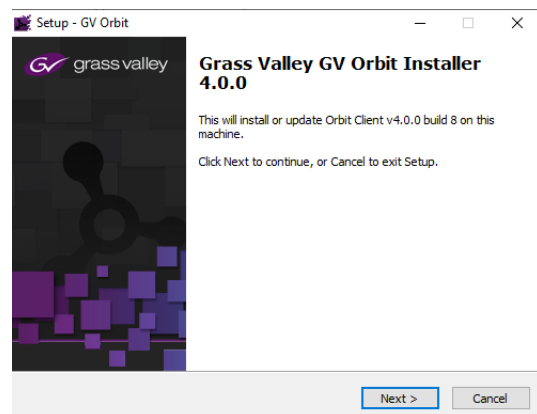 Setup - GV Orbit
GV grass valley
Grass Valley GV Orbit Installer
4.0.0
This will install or update Orbit Client v4.0.0 build 8 on this
machine.
Click Next to continue, or Cancel to exit Setup.
Next >
Cancel